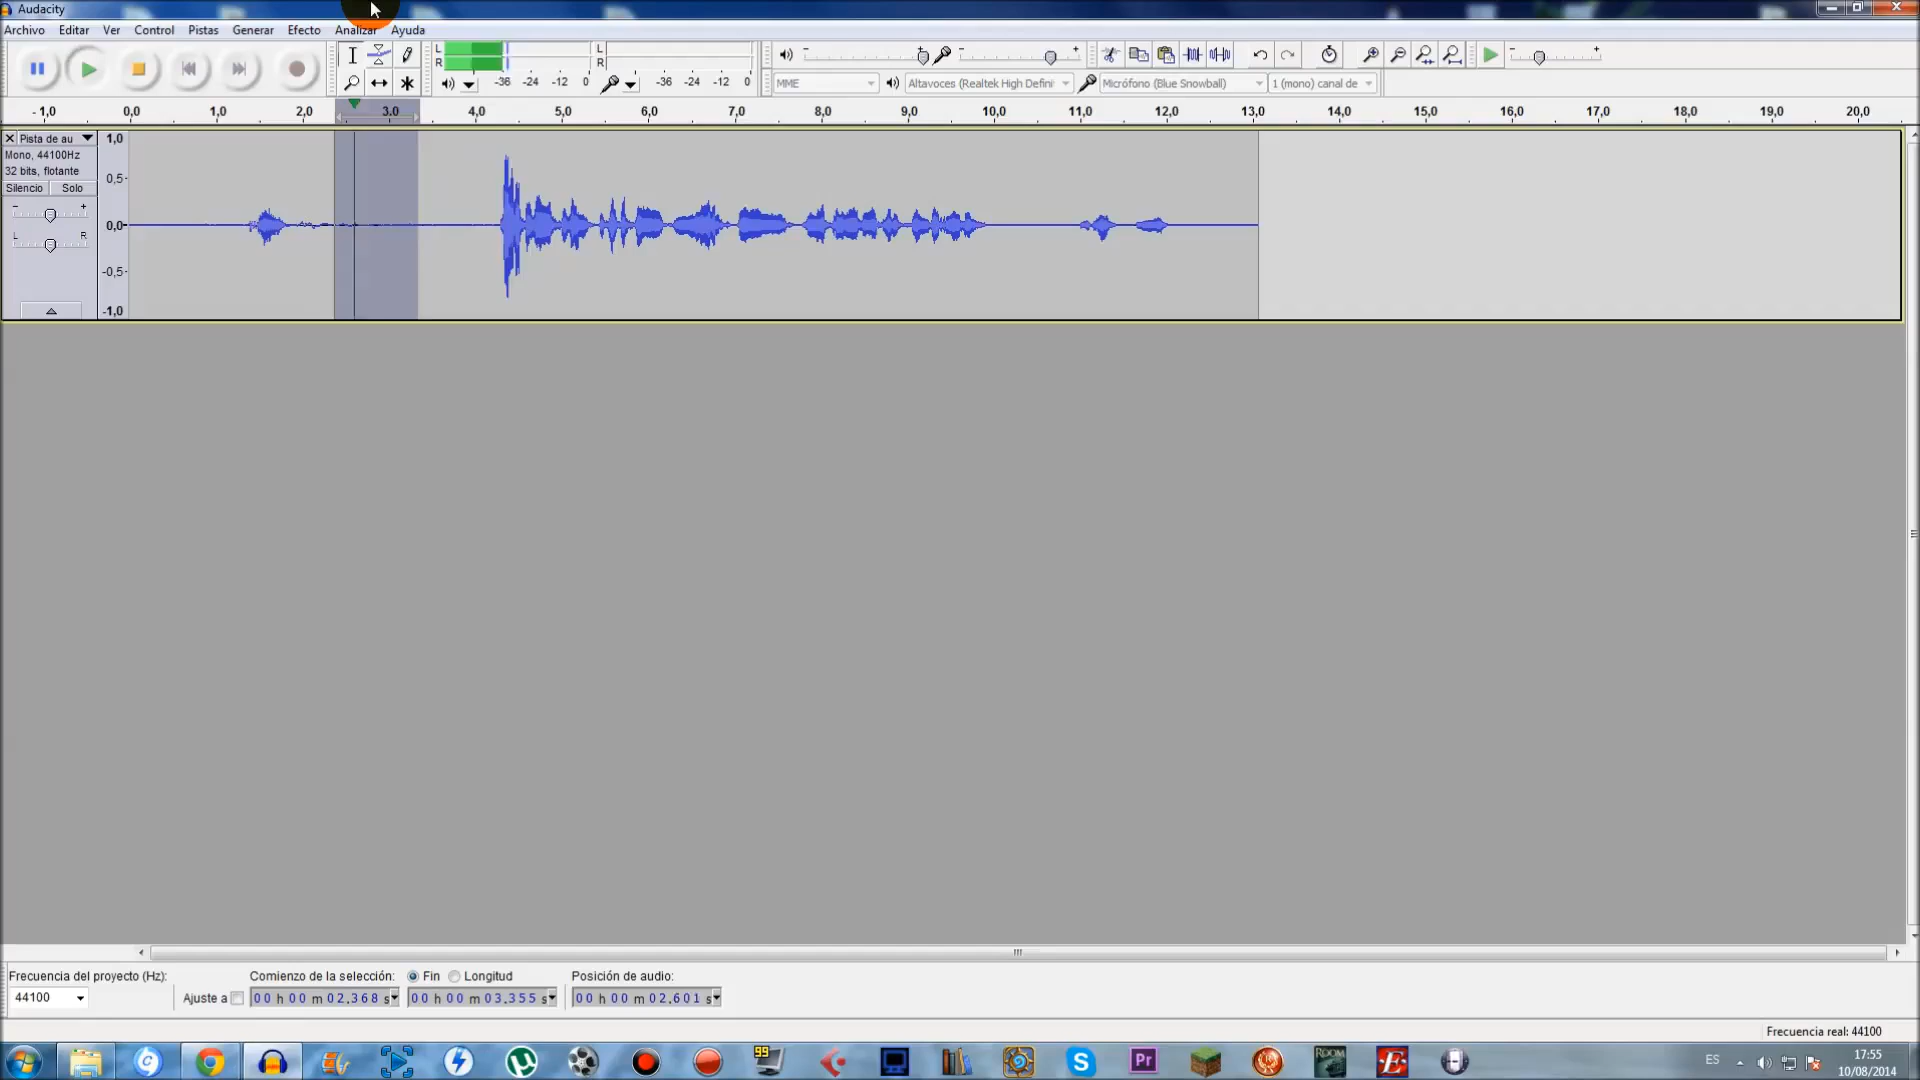 Audacity
Archivo Editar Ver Control Pistas Generar Efecto Analizar Ayuda
L
R
-36 -24 -12 0
L
R
-36 -24 -12 0
MME
Altavoces (Realtek High Defini
Micrófono (Blue Snowball)
1 (mono) canal de
-1,0 0,0 1,0 2,0 3,0 4,0 5,0 6,0 7,0 8,0 9,0 10,0 11,0 12,0 13,0 14,0 15,0 16,0 17,0 18,0 19,0 20,0
Pista de au
Mono, 44100Hz
32 bits, flotante
Silencio Solo
- +
L R
1,0
0,5-
0,0-
-0,5-
-1,0
Frecuencia del proyecto (Hz):
44100
Ajuste a
Comienzo de la selección:
00 h 00 m 02.368 s
Fin Longitud
00 h 00 m 03.355 s
Posición de audio:
00 h 00 m 02.601 s
Frecuencia real: 44100
99
Pr
ROOM
ES
17:55
10/08/2014